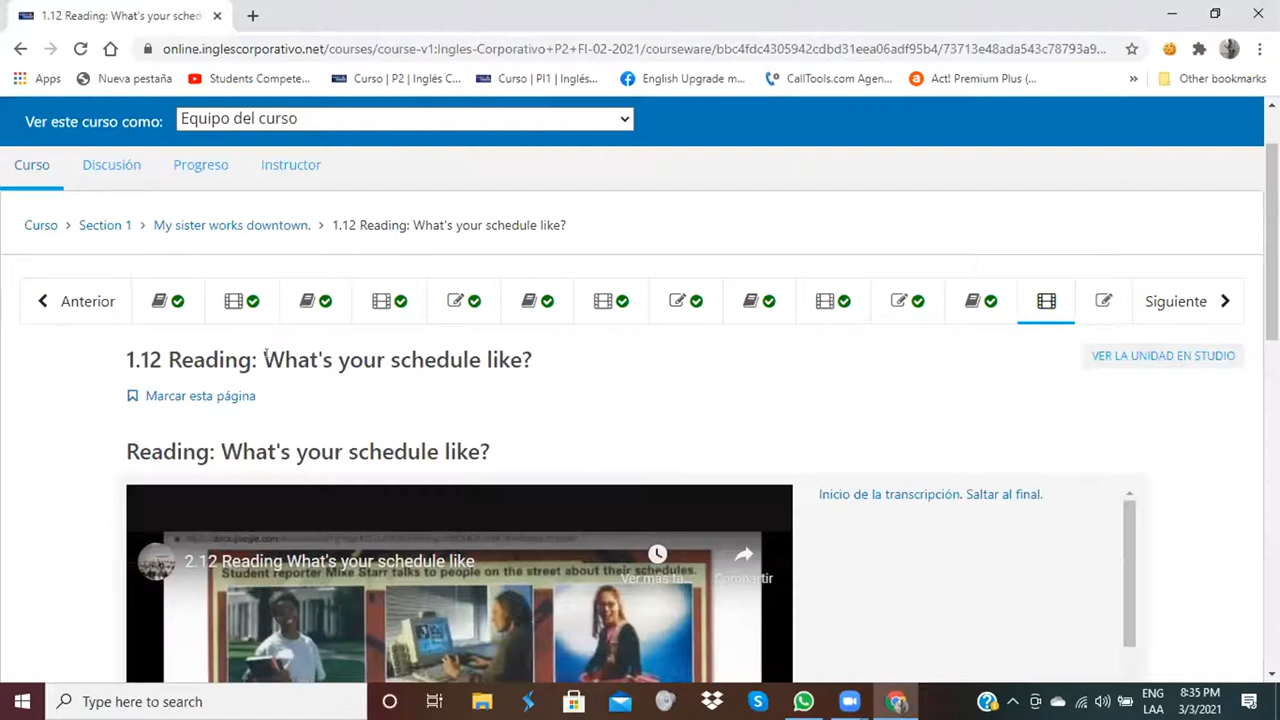 1.12 Reading: What's your sched
online.inglescorporativo.net/courses/course-v1:Ingles-Corporativo+P2+FI-02-2021/courseware/bbc4fdc4305942cdbd31eea06adf95b4/73713e48ada543c78793a9...
Apps Nueva pestaña Students Compete... Curso | P2 | Inglés C... Curso | PI1 | Inglés... English Upgrade m... CallTools.com Agen... Act! Premium Plus (... » Other bookmarks
Ver este curso como: Equipo del curso
Curso Discusión Progreso Instructor
Curso > Section 1 > My sister works downtown. > 1.12 Reading: What's your schedule like?
Anterior Siguiente
1.12 Reading: What's your schedule like?
VER LA UNIDAD EN STUDIO
Marcar esta página
Reading: What's your schedule like?
Inicio de la transcripción. Saltar al final.
2.12 Reading What's your schedule like
Ver más ta... Compartir
Student reporter Mike Starr talks to people on the street about their schedules.
Type here to search
ENG 8:35 PM
LAA 3/3/2021